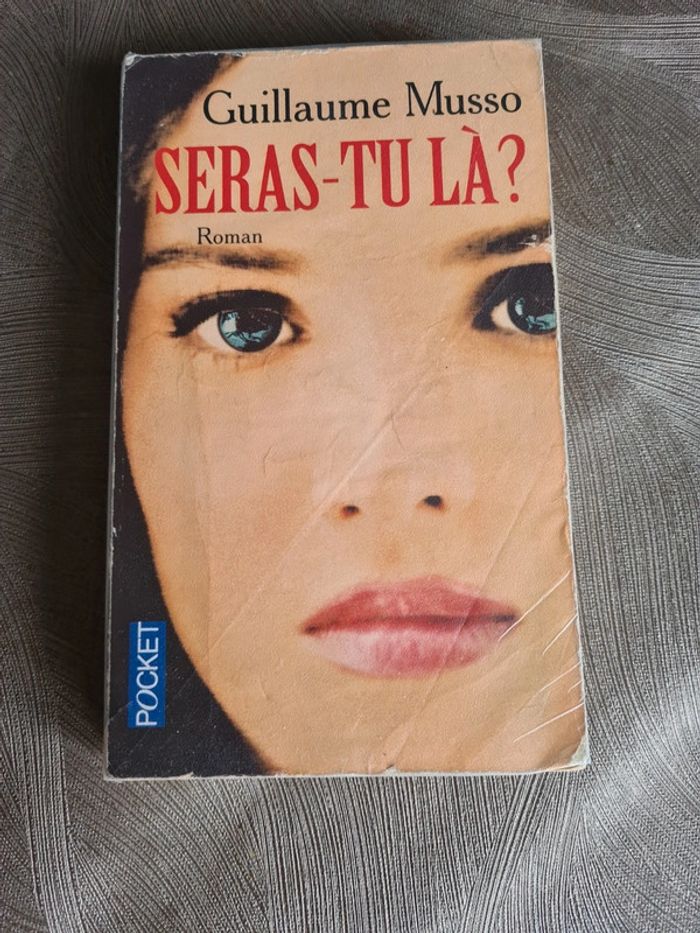 Guillaume Musso
SERAS-TU LÀ?
Roman
POCKET